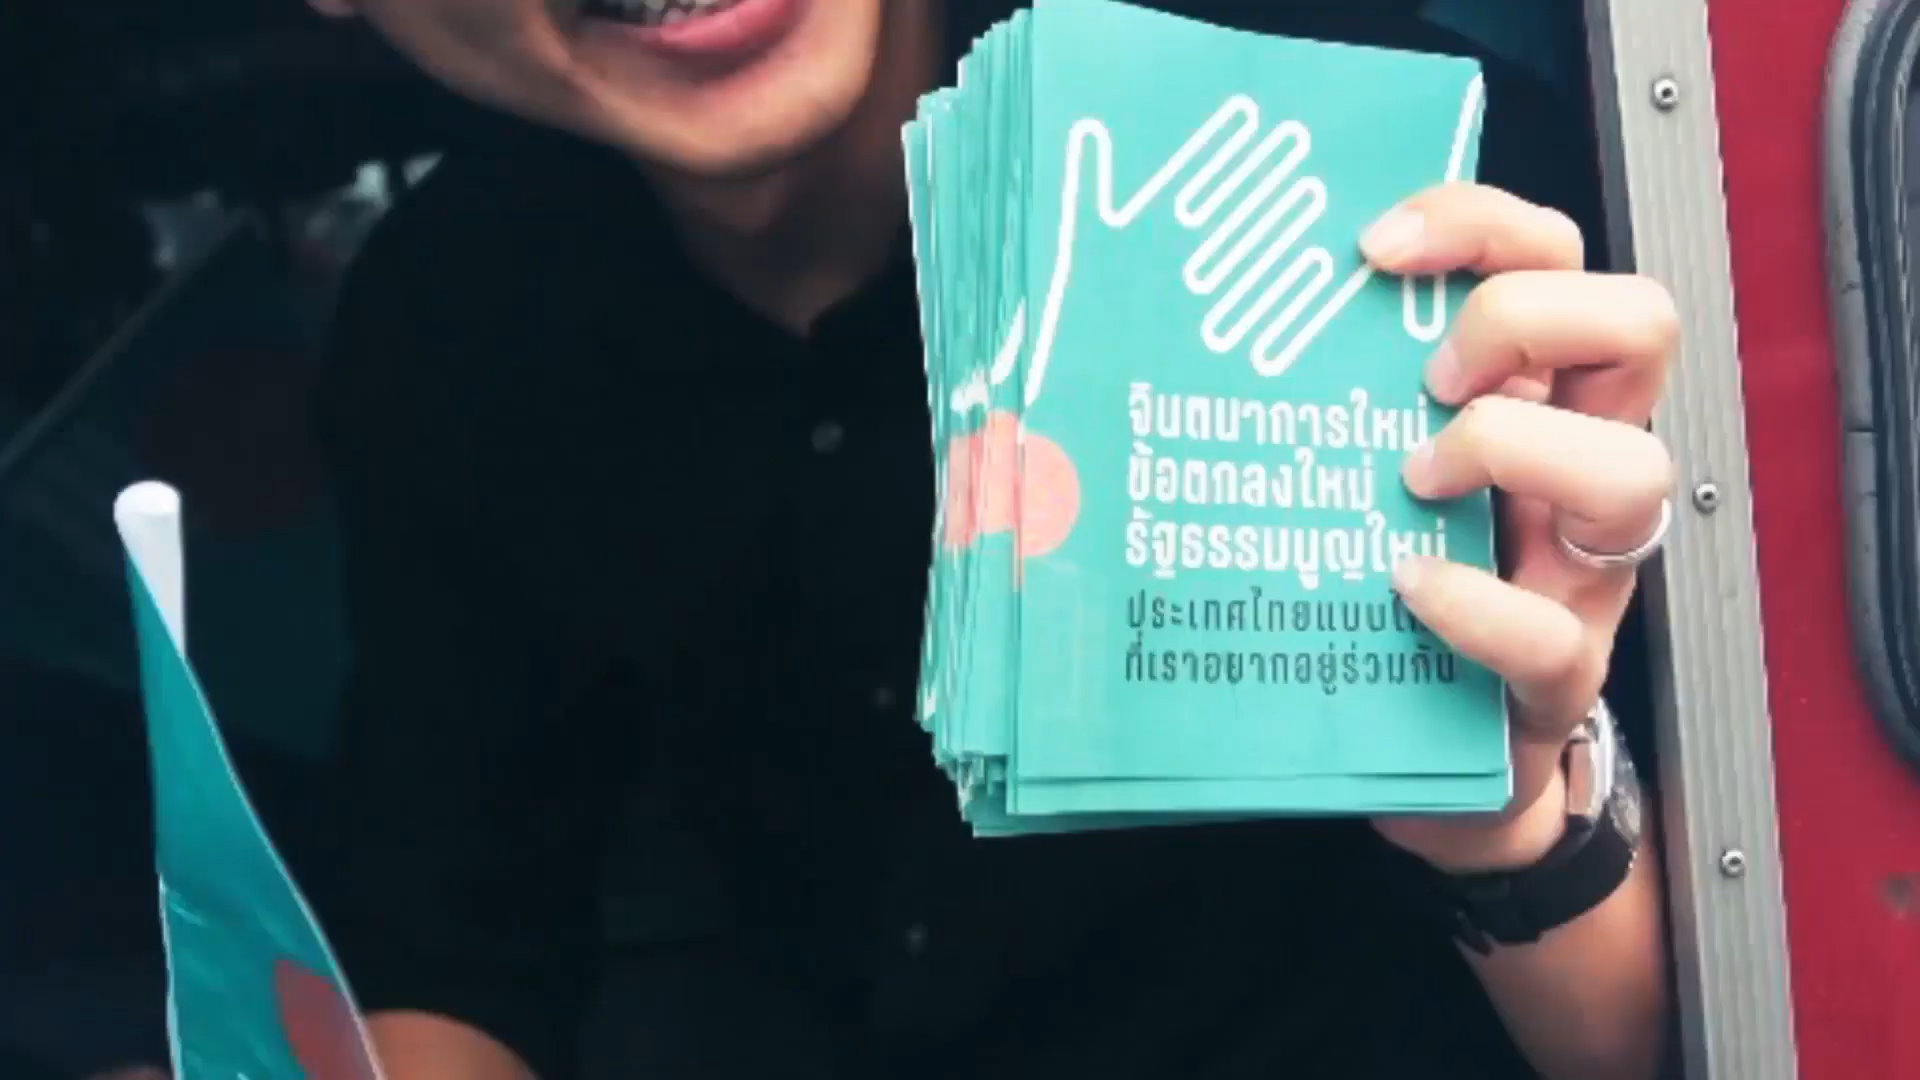 จินตนาการใหม่
ข้อตกลงใหม่
รัฐธรรมนูญใหม่
ประเทศไทยแบบ
ที่เราอยากอยู่ร่วมกัน